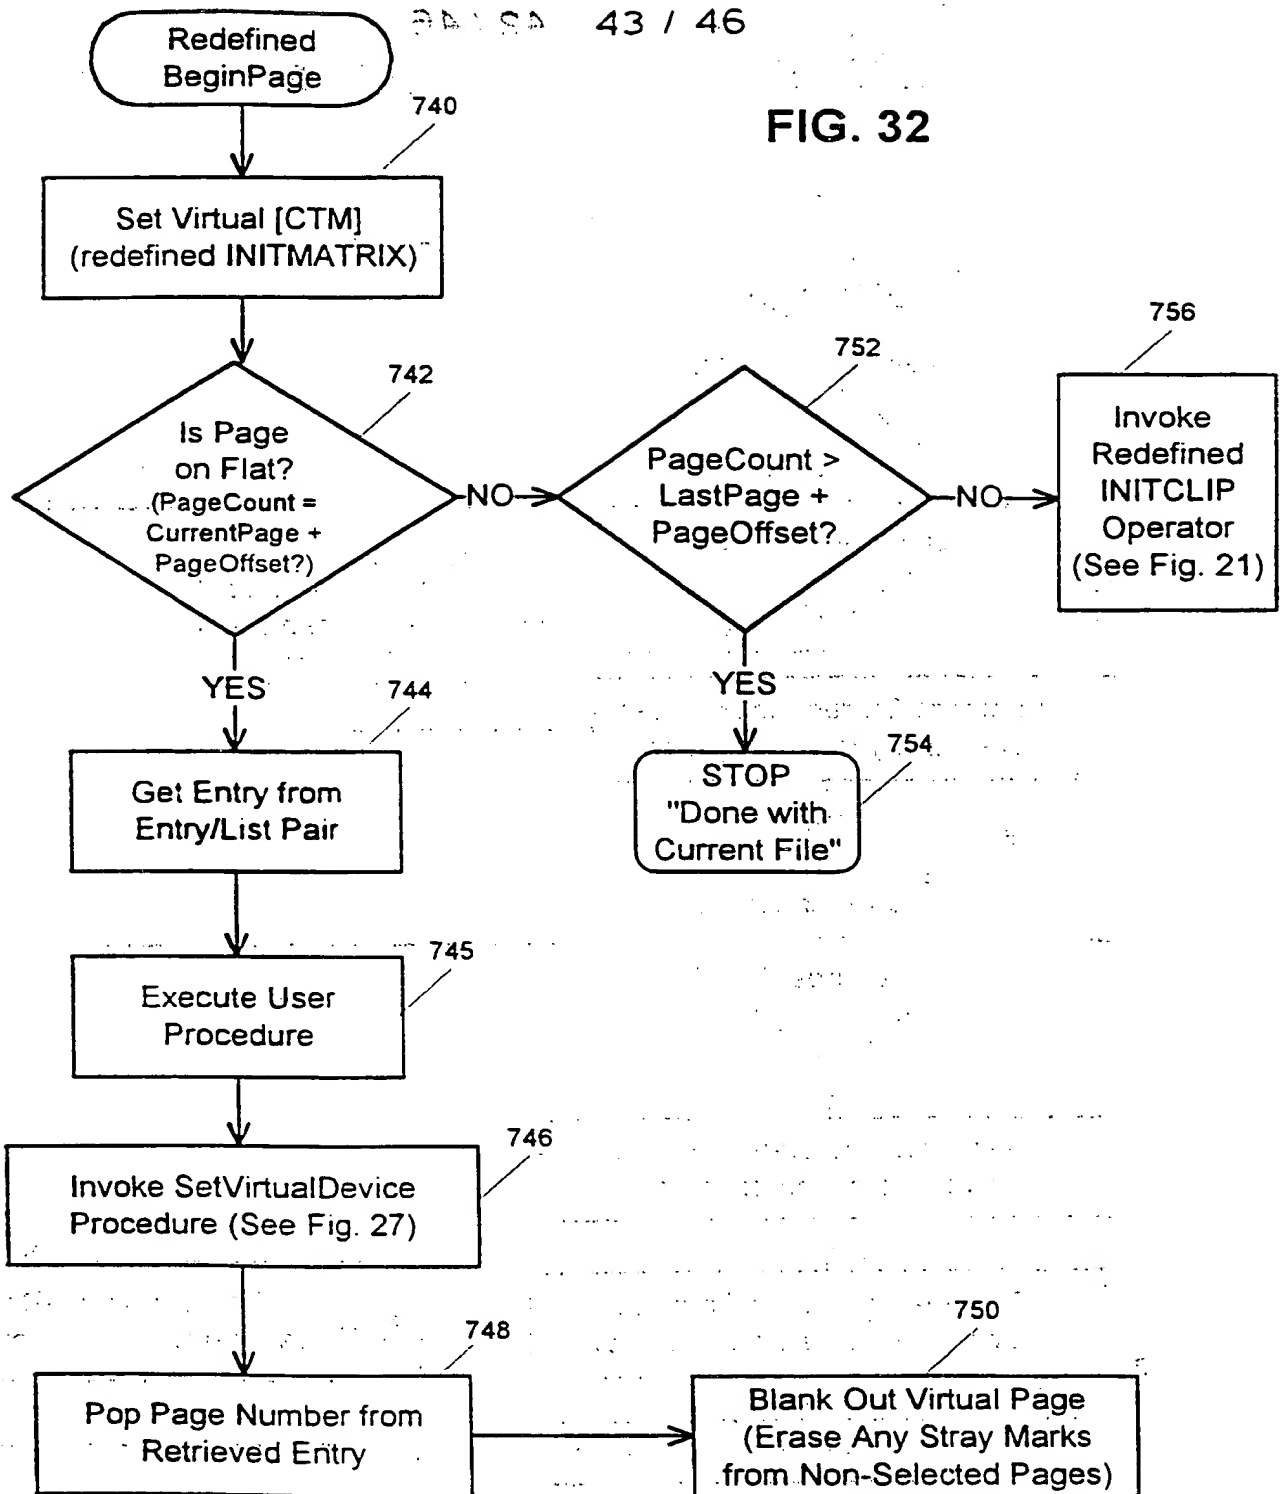 43 / 46
FIG. 32
Redefined
BeginPage
740
Set Virtual [CTM]
(redefined INITMATRIX)
742
Is Page
on Flat?
(PageCount =
CurrentPage +
PageOffset?)
NO
752
PageCount >
LastPage +
PageOffset?
NO
756
Invoke
Redefined
INITCLIP
Operator
(See Fig. 21)
YES
744
Get Entry from
Entry/List Pair
YES
754
STOP
"Done with
Current File"
745
Execute User
Procedure
746
Invoke SetVirtualDevice
Procedure (See Fig. 27)
748
Pop Page Number from
Retrieved Entry
750
Blank Out Virtual Page
(Erase Any Stray Marks
from Non-Selected Pages)